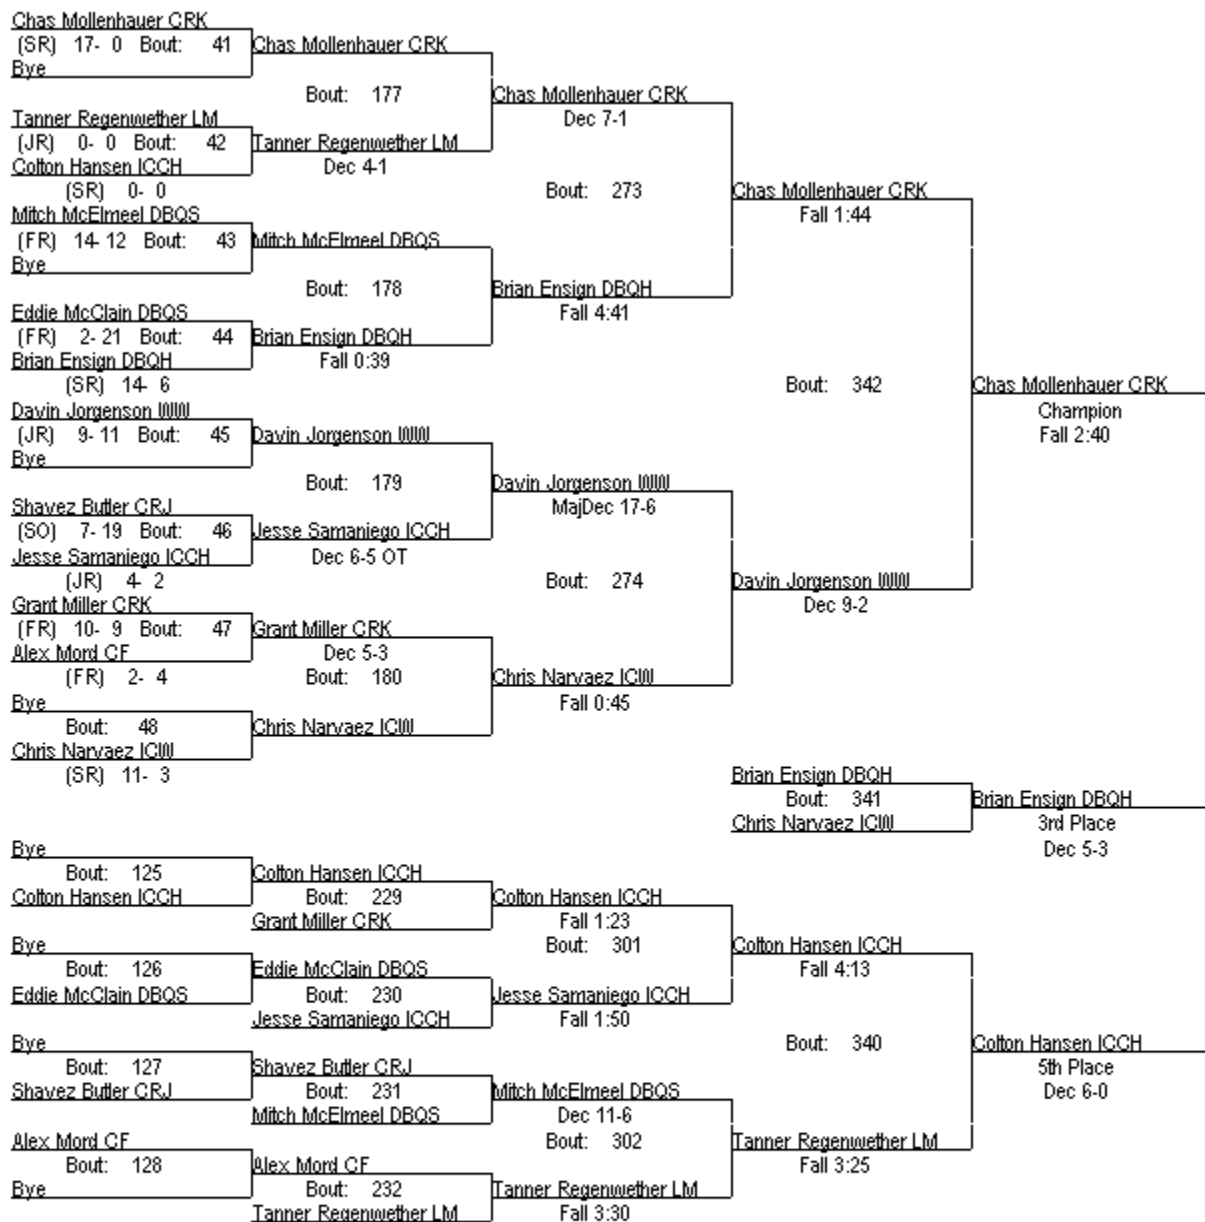 Chas Mollenhauer CRK
(SR) 17- 0 Bout: 41 Chas Mollenhauer CRK
Bye
Bout: 177 Chas Mollenhauer CRK
Tanner Regenwether LM Dec 7-1
(JR) 0- 0 Bout: 42 Tanner Regenwether LM
Colton Hansen ICCH Dec 4-1
(SR) 0- 0 Bout: 273 Chas Mollenhauer CRK
Mitch McElmeel DBQS Fall 1:44
(FR) 14- 12 Bout: 43 Mitch McElmeel DBQS
Bye
Bout: 178 Brian Ensign DBQH
Eddie McClain DBQS Fall 4:41
(FR) 2- 21 Bout: 44 Brian Ensign DBQH
Brian Ensign DBQH Fall 0:39
(SR) 14- 6 Bout: 342 Chas Mollenhauer CRK
Davin Jorgenson WW Champion
(JR) 9- 11 Bout: 45 Davin Jorgenson WW Fall 2:40
Bye
Bout: 179 Davin Jorgenson WW
Shavez Butler CRJ MajDec 17-6
(SO) 7- 19 Bout: 46 Jesse Samaniego ICCH
Jesse Samaniego ICCH Dec 6-5 OT
(JR) 4- 2 Bout: 274 Davin Jorgenson WW
Grant Miller CRK Dec 9-2
(FR) 10- 9 Bout: 47 Grant Miller CRK
Alex Mord CF Dec 5-3
(FR) 2- 4 Bout: 180 Chris Narvaez ICW
Bye Fall 0:45
Bout: 48 Chris Narvaez ICW
Chris Narvaez ICW
(SR) 11- 3 Brian Ensign DBQH
Bout: 341 Brian Ensign DBQH
Chris Narvaez ICW 3rd Place
Bye Dec 5-3
Bout: 125 Colton Hansen ICCH
Colton Hansen ICCH Bout: 229 Colton Hansen ICCH
Grant Miller CRK Fall 1:23
Bye Bout: 301 Colton Hansen ICCH
Bout: 126 Eddie McClain DBQS Fall 4:13
Eddie McClain DBQS Bout: 230 Jesse Samaniego ICCH
Jesse Samaniego ICCH Fall 1:50
Bye Bout: 340 Colton Hansen ICCH
Bout: 127 Shavez Butler CRJ 5th Place
Shavez Butler CRJ Bout: 231 Mitch McElmeel DBQS Dec 6-0
Mitch McElmeel DBQS Dec 11-6
Alex Mord CF Bout: 302 Tanner Regenwether LM
Bout: 128 Alex Mord CF Fall 3:25
Bye Bout: 232 Tanner Regenwether LM
Tanner Regenwether LM Fall 3:30